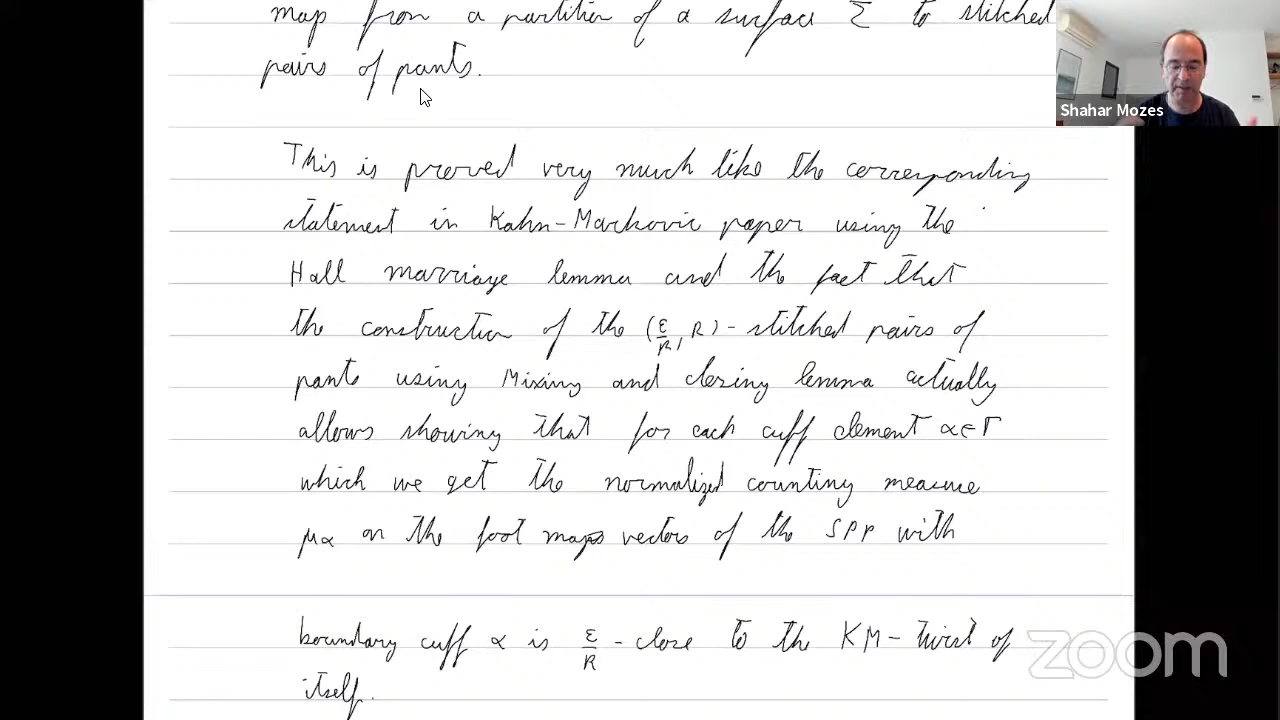 map from a partition of a surface Σ to stitched
pairs of pants.
Shahar Mozes
This is proved very much like the corresponding
statement in Kahn-Markovic paper using the
Hall marriage lemma and the fact that
the construction of the (ε/R, R)-stitched pairs of
pants using Mixing and closing lemma actually
allows showing that for each cuff element α∈Γ
which we get the normalized counting measure
μα on the foot maps vectors of the SPP with
boundary cuff α is ε/R-close to the KM-twist of
itself.
zoom